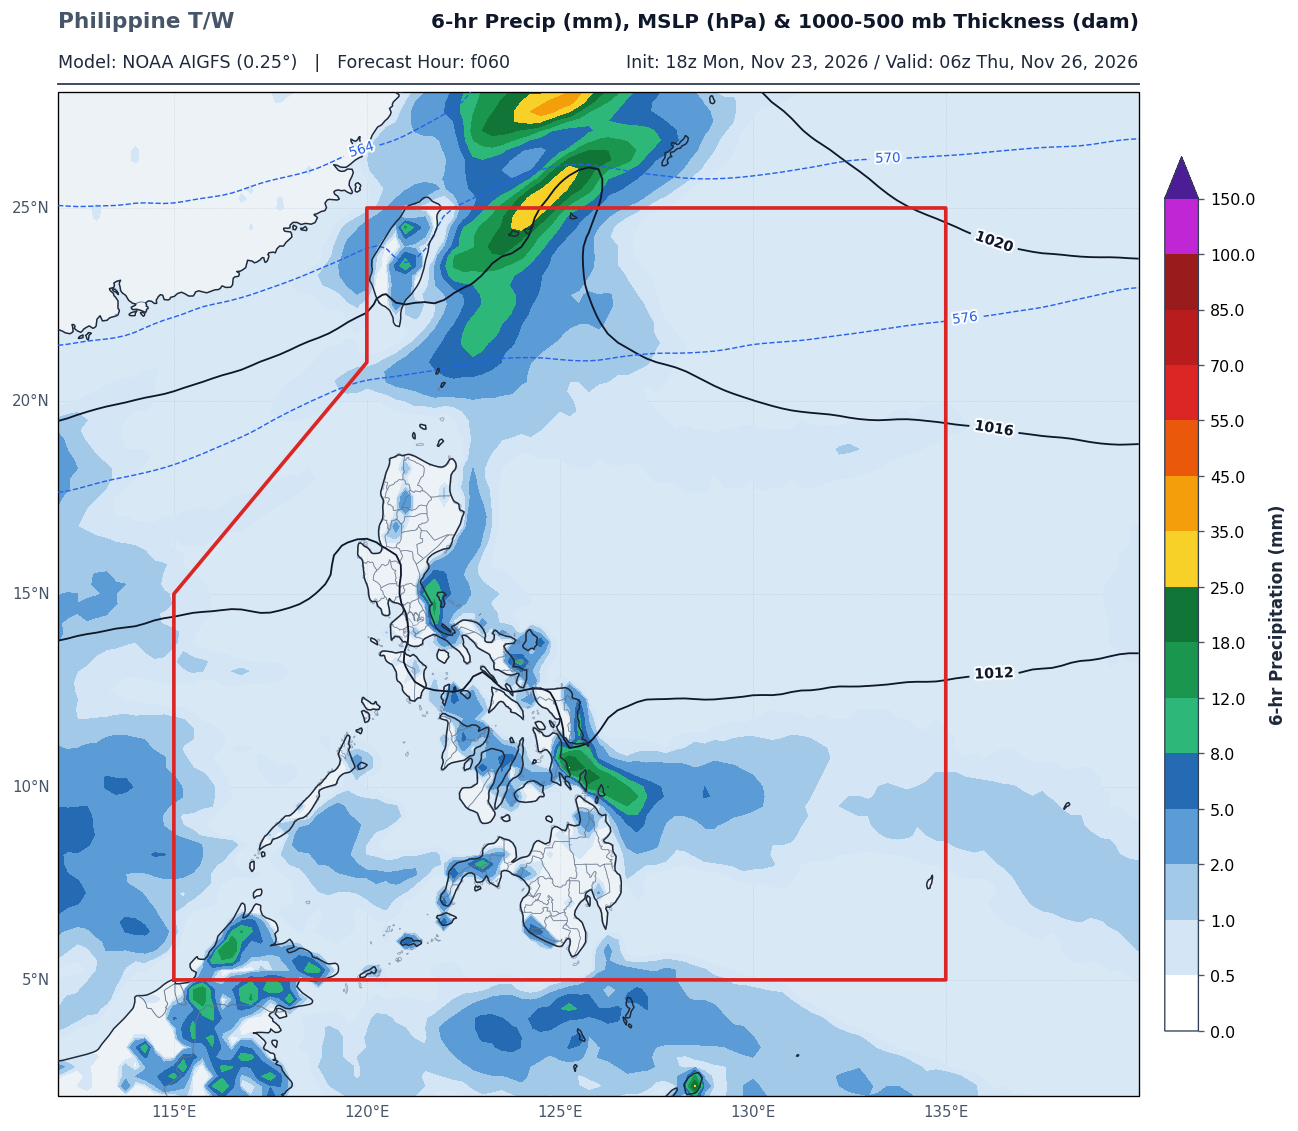 Philippine T/W
6-hr Precip (mm), MSLP (hPa) & 1000-500 mb Thickness (dam)
Model: NOAA AIGFS (0.25°) | Forecast Hour: f060
Init: 18z Mon, Nov 23, 2026 / Valid: 06z Thu, Nov 26, 2026
564
570
1020
576
1016
1012
25°N
20°N
15°N
10°N
5°N
115°E
120°E
125°E
130°E
135°E
150.0
100.0
85.0
70.0
55.0
45.0
35.0
25.0
18.0
12.0
8.0
5.0
2.0
1.0
0.5
0.0
6-hr Precipitation (mm)